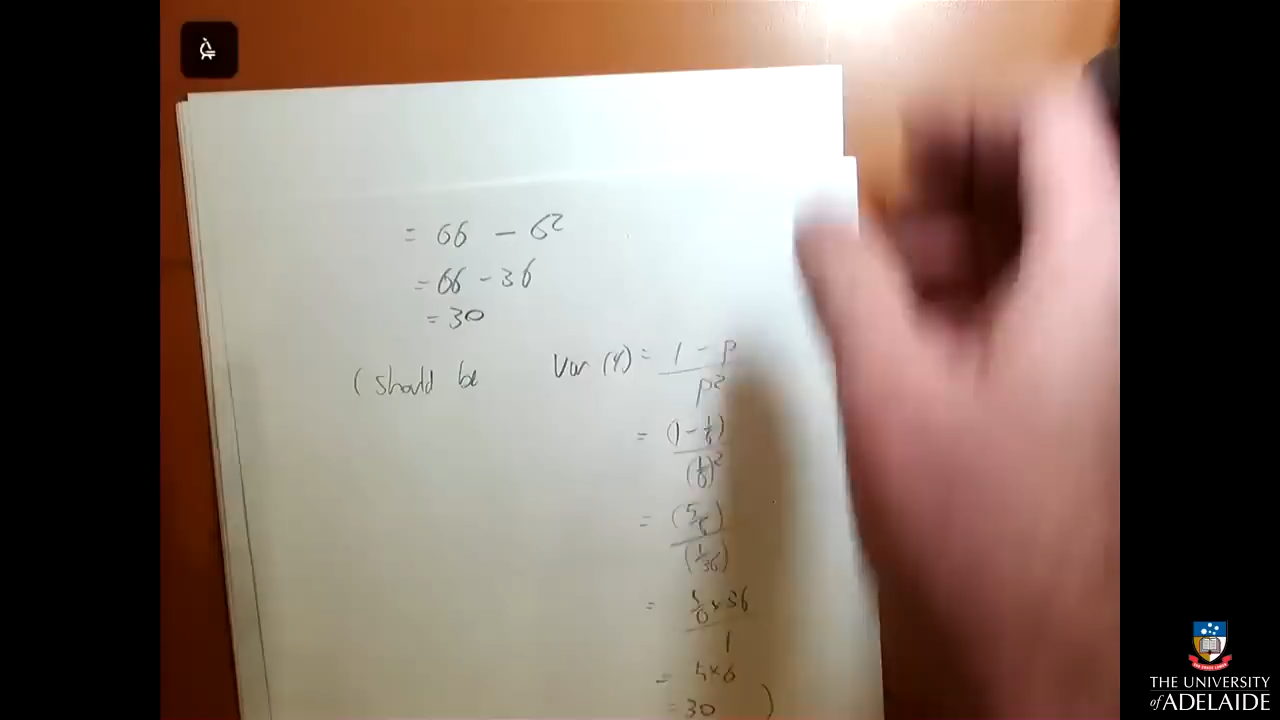 = 66 - 6²
= 66 - 36
= 30
(should be Var (Y) = 1 - p / p²
= (1 - 1/6) / (1/6)²
= (5/6) / (1/36)
= 5/6 × 36 / 1
= 5 × 6
= 30 )
THE UNIVERSITY
of ADELAIDE